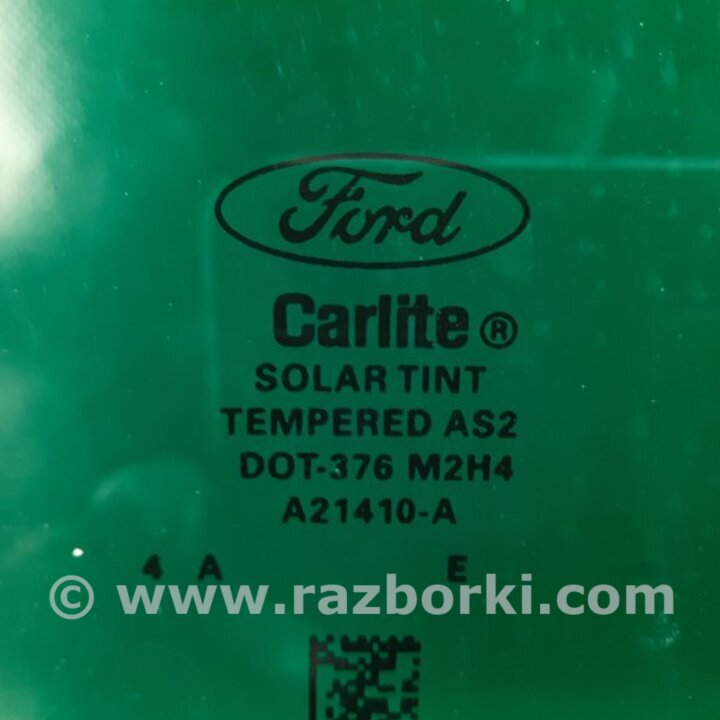 Ford
Carlite®
SOLAR TINT
TEMPERED AS2
DOT-376 M2H4
A21410-A
4 A E
© www.razborki.com